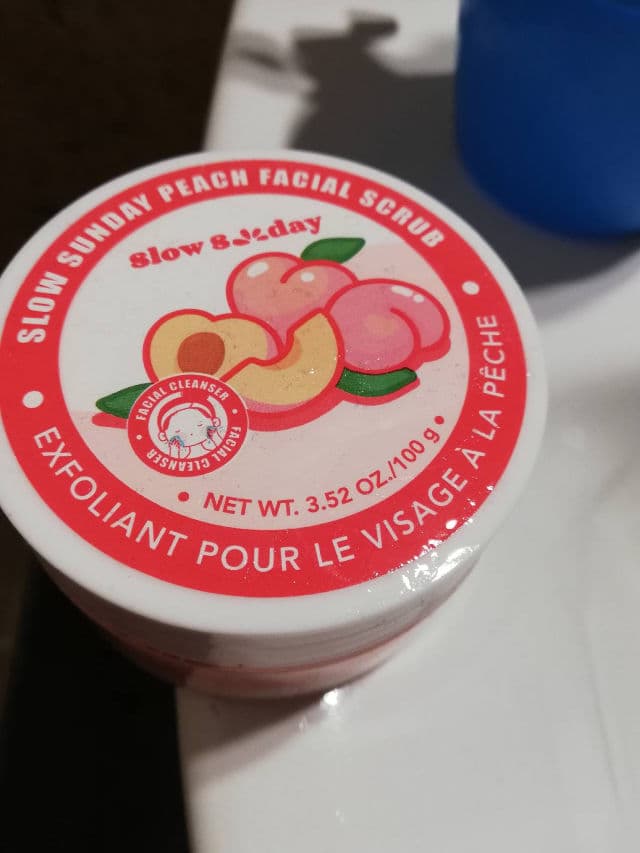 SLOW SUNDAY PEACH FACIAL SCRUB
Slow Sunday
FACIAL CLEANSER
FACIAL CLEANSER
• NET WT. 3.52 OZ./100 g •
EXFOLIANT POUR LE VISAGE À LA PÊCHE